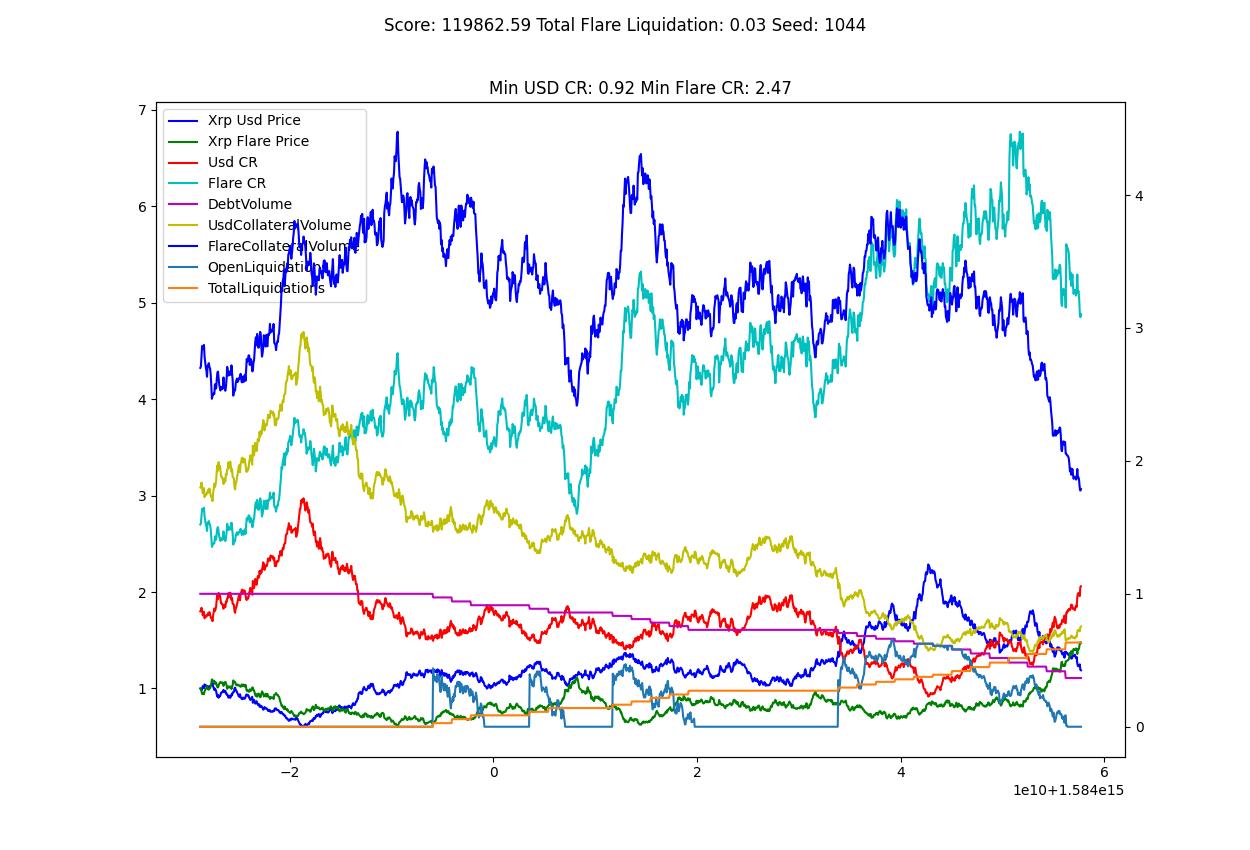 Score: 119862.59 Total Flare Liquidation: 0.03 Seed: 1044
Min USD CR: 0.92 Min Flare CR: 2.47
Xrp Usd Price
Xrp Flare Price
Usd CR
Flare CR
DebtVolume
UsdCollateralVolume
FlareCollateralVolume
OpenLiquidations
TotalLiquidations
7
6
5
4
3
2
1
4
3
2
1
0
−2
0
2
4
6
1e10+1.584e15